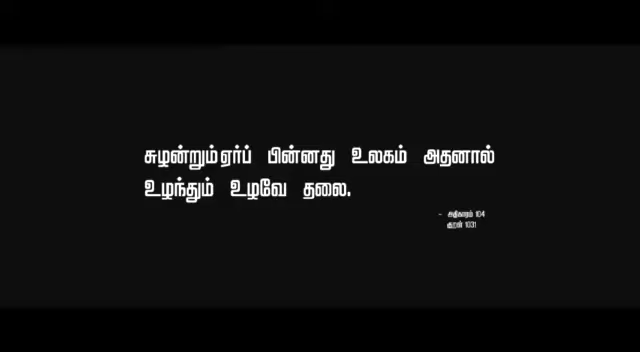 சுழன்றும்ஏர்ப் பின்னது உலகம் அதனால்
உழந்தும் உழவே தலை.
- அதிகாரம் 104
குறள் 1031